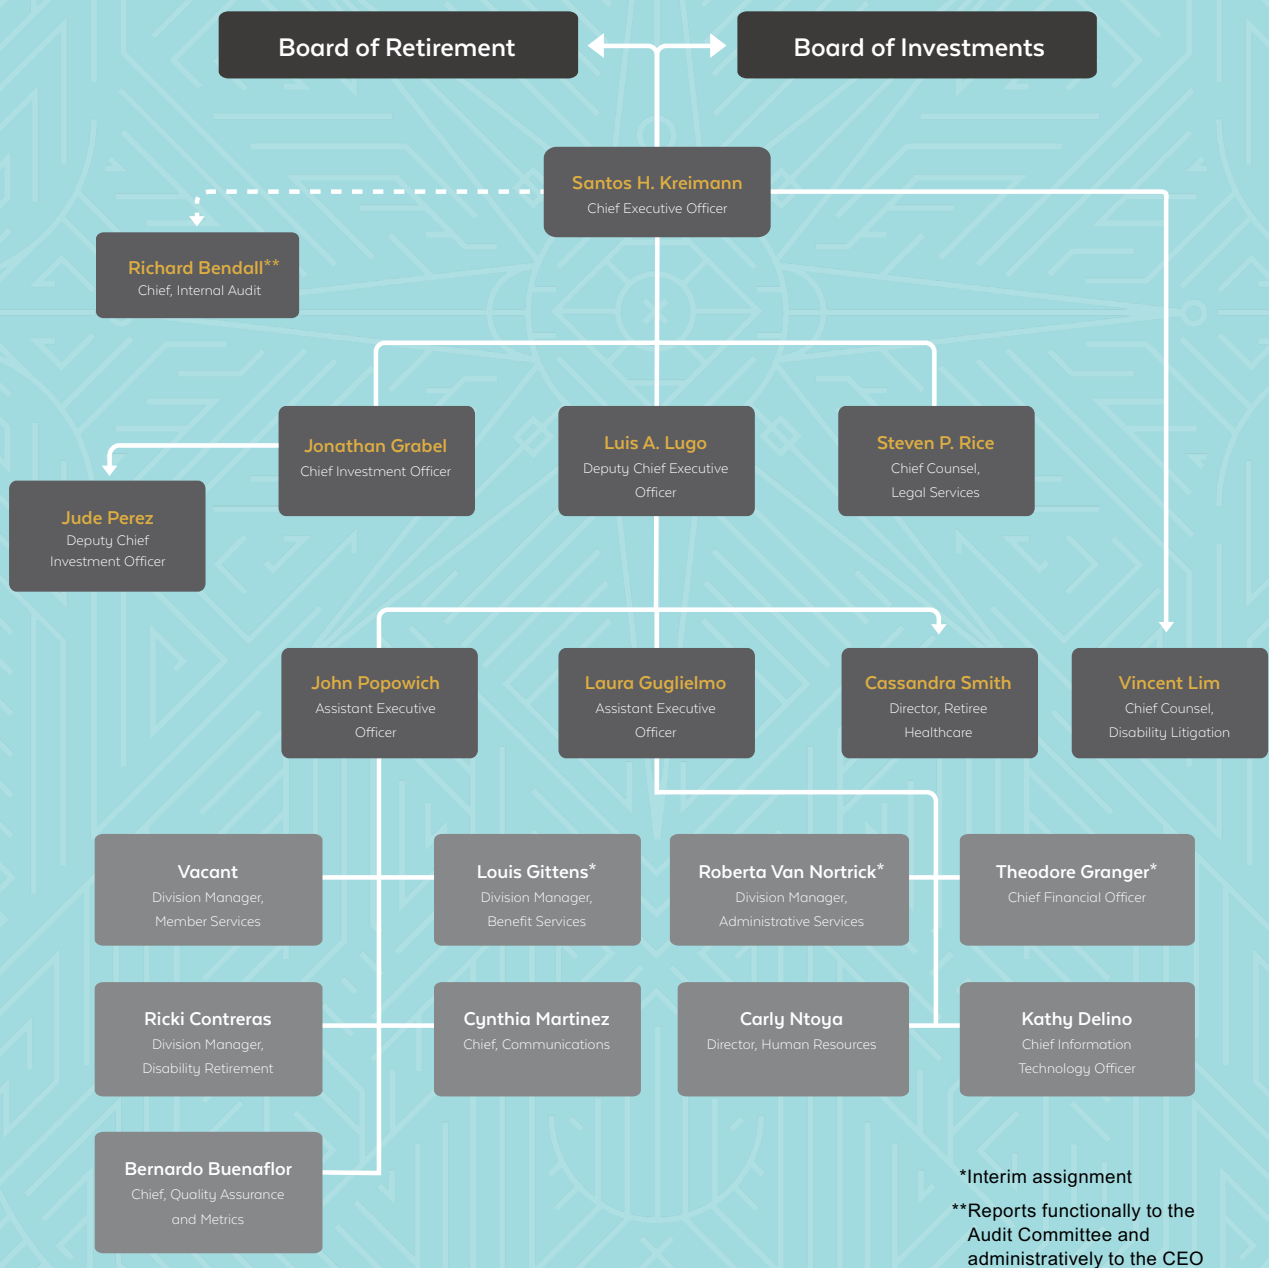 Board of Retirement
Board of Investments
Santos H. Kreimann
Chief Executive Officer
Richard Bendall**
Chief, Internal Audit
Jonathan Grabel
Chief Investment Officer
Luis A. Lugo
Deputy Chief Executive
Officer
Steven P. Rice
Chief Counsel,
Legal Services
Jude Perez
Deputy Chief
Investment Officer
John Popowich
Assistant Executive
Officer
Laura Guglielmo
Assistant Executive
Officer
Cassandra Smith
Director, Retiree
Healthcare
Vincent Lim
Chief Counsel,
Disability Litigation
Vacant
Division Manager,
Member Services
Louis Gittens*
Division Manager,
Benefit Services
Roberta Van Nortrick*
Division Manager,
Administrative Services
Theodore Granger*
Chief Financial Officer
Ricki Contreras
Division Manager,
Disability Retirement
Cynthia Martinez
Chief, Communications
Carly Ntoya
Director, Human Resources
Kathy Delino
Chief Information
Technology Officer
Bernardo Buenaflor
Chief, Quality Assurance
and Metrics
*Interim assignment
**Reports functionally to the
Audit Committee and
administratively to the CEO